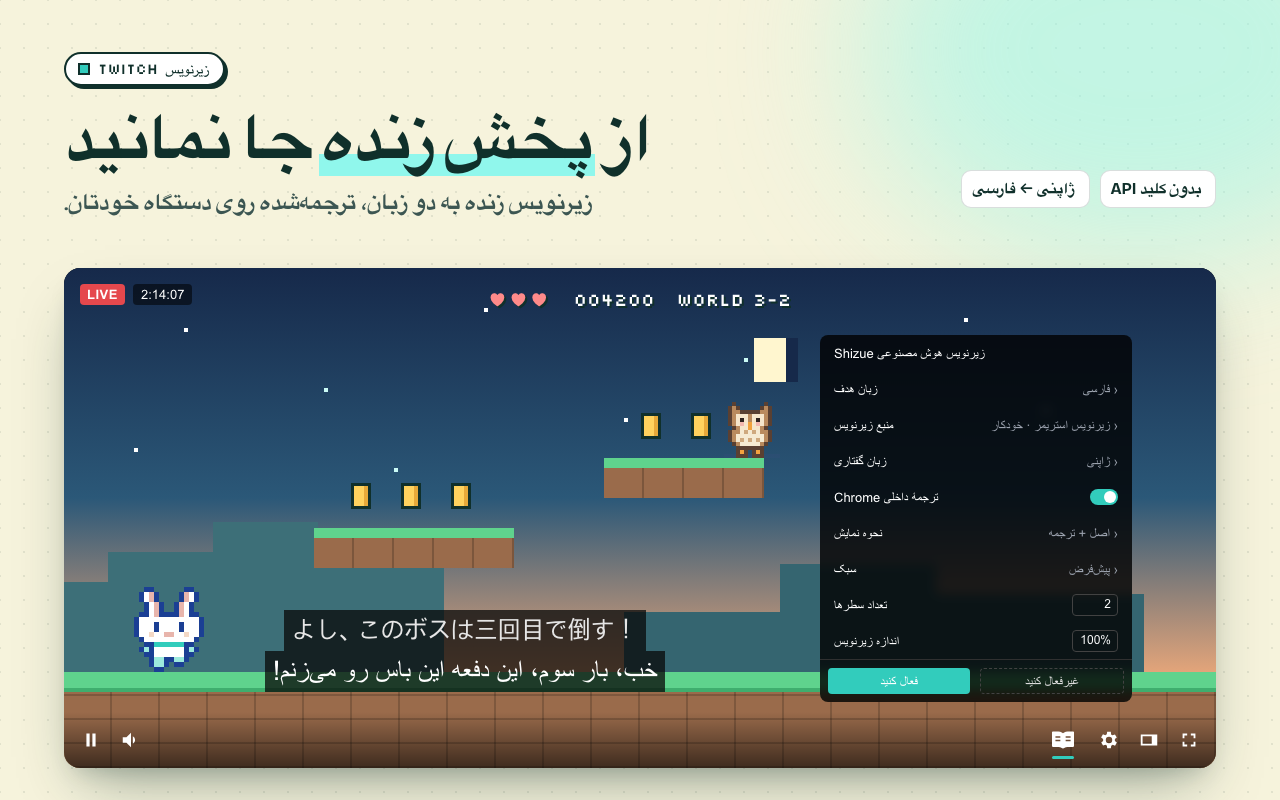 زیرنویس TWITCH
از پخش زنده جا نمانید
زیرنویس زنده به دو زبان، ترجمه‌شده روی دستگاه خودتان.
بدون کلید API
ژاپنی ← فارسی
LIVE
2:14:07
004200 WORLD 3-2
زیرنویس هوش مصنوعی Shizue
زبان هدف
فارسی ›
منبع زیرنویس
زیرنویس استریمر · خودکار ›
زبان گفتاری
ژاپنی ›
ترجمهٔ داخلی Chrome
نحوه نمایش
اصل + ترجمه ›
سبک
پیش‌فرض ›
تعداد سطرها
2
اندازه زیرنویس
100%
فعال کنید
غیرفعال کنید
よし、このボスは三回目で倒す！
خب، بار سوم، این دفعه این باس رو می‌زنم!